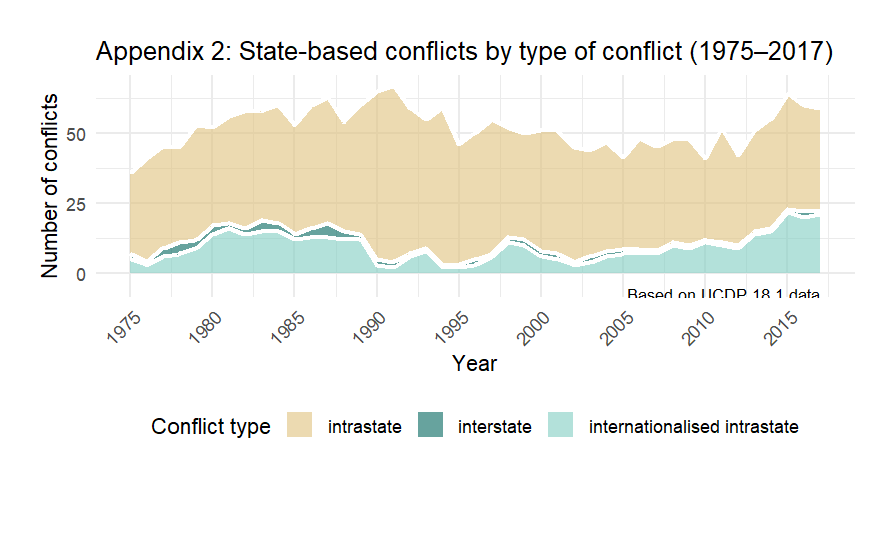 Appendix 2: State-based conflicts by type of conflict (1975–2017)
Number of conflicts
50
25
0
Based on UCDP 18.1 data
1975
1980
1985
1990
1995
2000
2005
2010
2015
Year
Conflict type
intrastate
interstate
internationalised intrastate